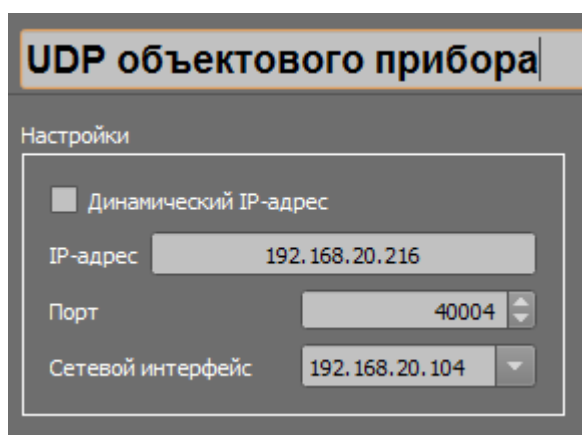 UDP объектового прибора
Настройки
Динамический IP-адрес
IP-адрес 192.168.20.216
Порт 40004
Сетевой интерфейс 192.168.20.104